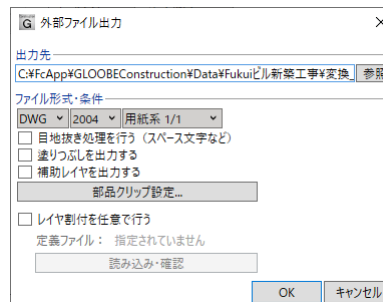 G 外部ファイル出力
出力先
C:¥FcApp¥GLOOBEConstruction¥Data¥Fukuiビル新築工事¥変換_ 参照
ファイル形式・条件
DWG 2004 用紙系 1/1
目地抜き処理を行う（スペース文字など）
塗りつぶしを出力する
補助レイヤを出力する
部品クリップ設定...
レイヤ割付を任意で行う
定義ファイル： 指定されていません
読み込み・確認
OK キャンセル